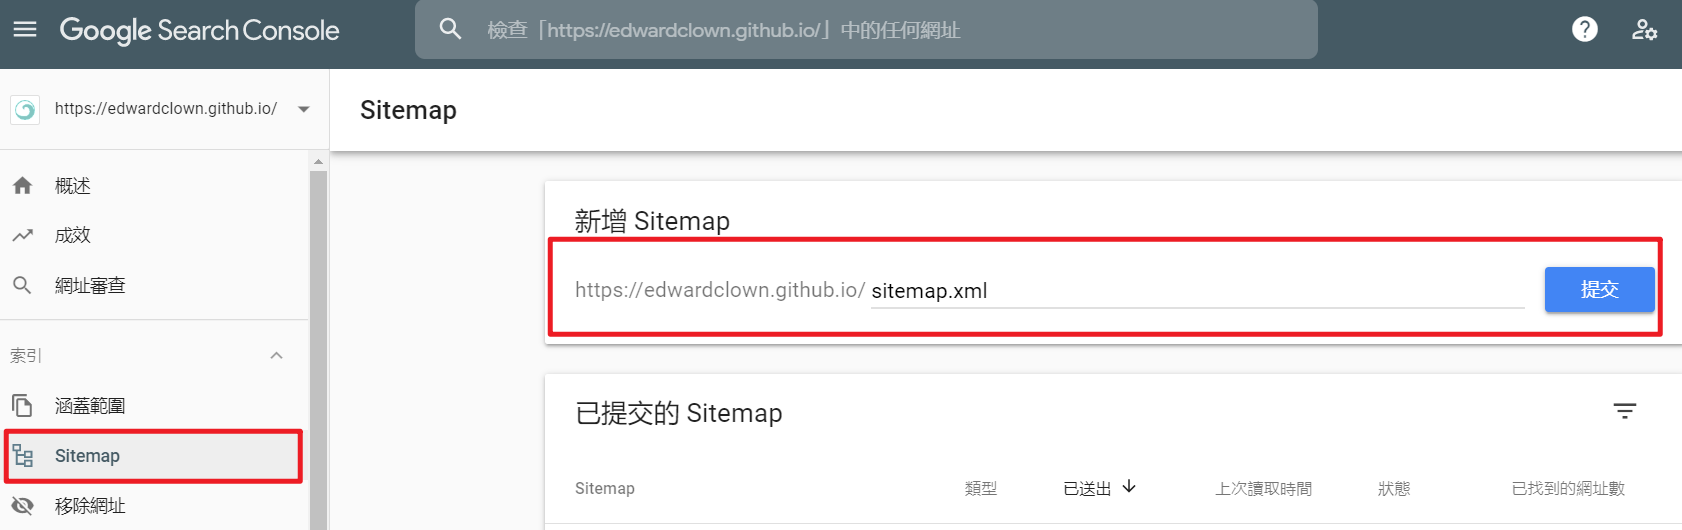 Google Search Console
檢查「https://edwardclown.github.io/」中的任何網址
https://edwardclown.github.io/
Sitemap
概述
成效
網址審查
索引
涵蓋範圍
Sitemap
移除網址
新增 Sitemap
https://edwardclown.github.io/ sitemap.xml 提交
已提交的 Sitemap
Sitemap 類型 已送出 上次讀取時間 狀態 已找到的網址數